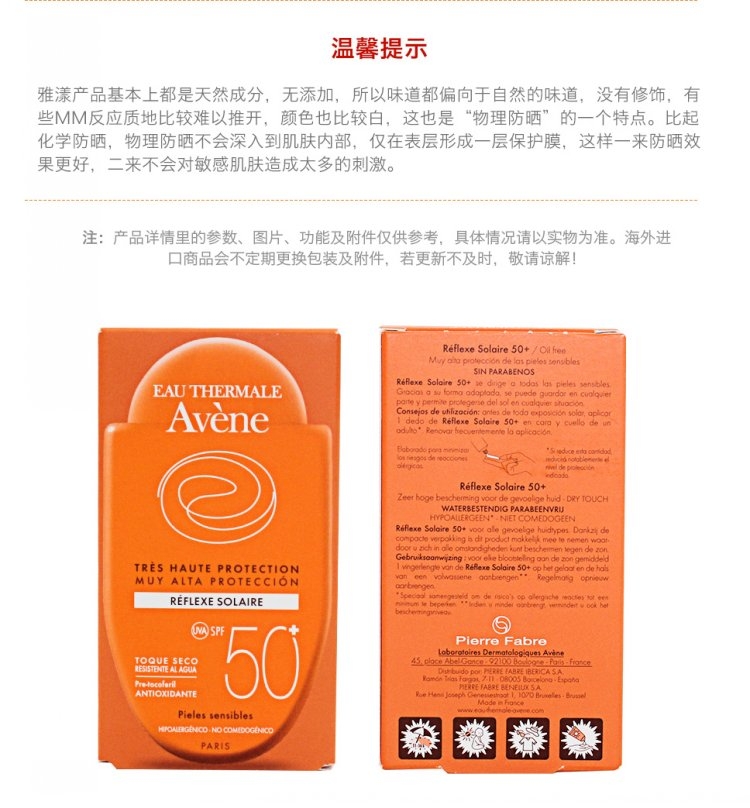 温馨提示
雅漾产品基本上都是天然成分，无添加，所以味道都偏向于自然的味道，没有修饰，有
些MM反应质地比较难以推开，颜色也比较白，这也是“物理防晒”的一个特点。比起
化学防晒，物理防晒不会深入到肌肤内部，仅在表层形成一层保护膜，这样一来防晒效
果更好，二来不会对敏感肌肤造成太多的刺激。
注：产品详情里的参数、图片、功能及附件仅供参考，具体情况请以实物为准。海外进
口商品会不定期更换包装及附件，若更新不及时，敬请谅解！
EAU THERMALE
Avène
TRÈS HAUTE PROTECTION
MUY ALTA PROTECCIÓN
RÉFLEXE SOLAIRE
UVA SPF 50+
TOQUE SECO
RESISTENTE AL AGUA
Pre-tocoferil
ANTIOXIDANTE
Pieles sensibles
HIPOALERGÉNICO - NO COMEDOGÉNICO
PARIS
Réflexe Solaire 50+ / Oil free
Muy alta protección de las pieles sensibles
SIN PARABENOS
Réflexe Solaire 50+ se dirige a todas las pieles sensibles.
Gracias a su forma adaptada, se puede guardar en cualquier
parte y permite protegerse del sol en cualquier situación.
Consejos de utilización: antes de toda exposición solar, aplicar
1 dedo de Réflexe Solaire 50+ en cara y cuello de un
adulto*. Renovar frecuentemente la aplicación.
Elaborado para minimizar
los riesgos de reacciones
alérgicas.
*Si reduce esta cantidad,
reducirá notablemente el
nivel de protección
indicado.
Réflexe Solaire 50+
Zeer hoge bescherming voor de gevoelige huid - DRY TOUCH
WATERBESTENDIG PARABEENVRIJ
HYPOALLERGEEN* - NIET COMEDOGEEN
Réflexe Solaire 50+ voor alle gevoelige huidtypes. Dankzij de
compacte verpakking is dit product makkelijk mee te nemen waar-
door u zich in alle omstandigheden kunt beschermen tegen de zon.
Gebruiksaanwijzing : voor elke blootstelling aan de zon gemiddeld
1 vingerlengte van de Réflexe Solaire 50+ op het gelaat en de hals
van een volwassene aanbrengen**. Regelmatig opnieuw
aanbrengen.
*Speciaal samengesteld om de risico's op allergische reacties tot een
minimum te beperken. **Indien u minder aanbrengt, vermindert u ook het
beschermingsniveau.
Pierre Fabre
Laboratoires Dermatologiques Avène
45, place Abel-Gance - 92100 Boulogne - Paris - France
Distribuido por: PIERRE FABRE IBERICA S.A.
Ramón Trias Fargas, 7-11 - 08005 Barcelona - España
PIERRE FABRE BENELUX S.A.
Rue Henri Joseph Genessestraat 1, 1070 Bruxelles - Brussel
Made in France
www.eau-thermale-avene.com